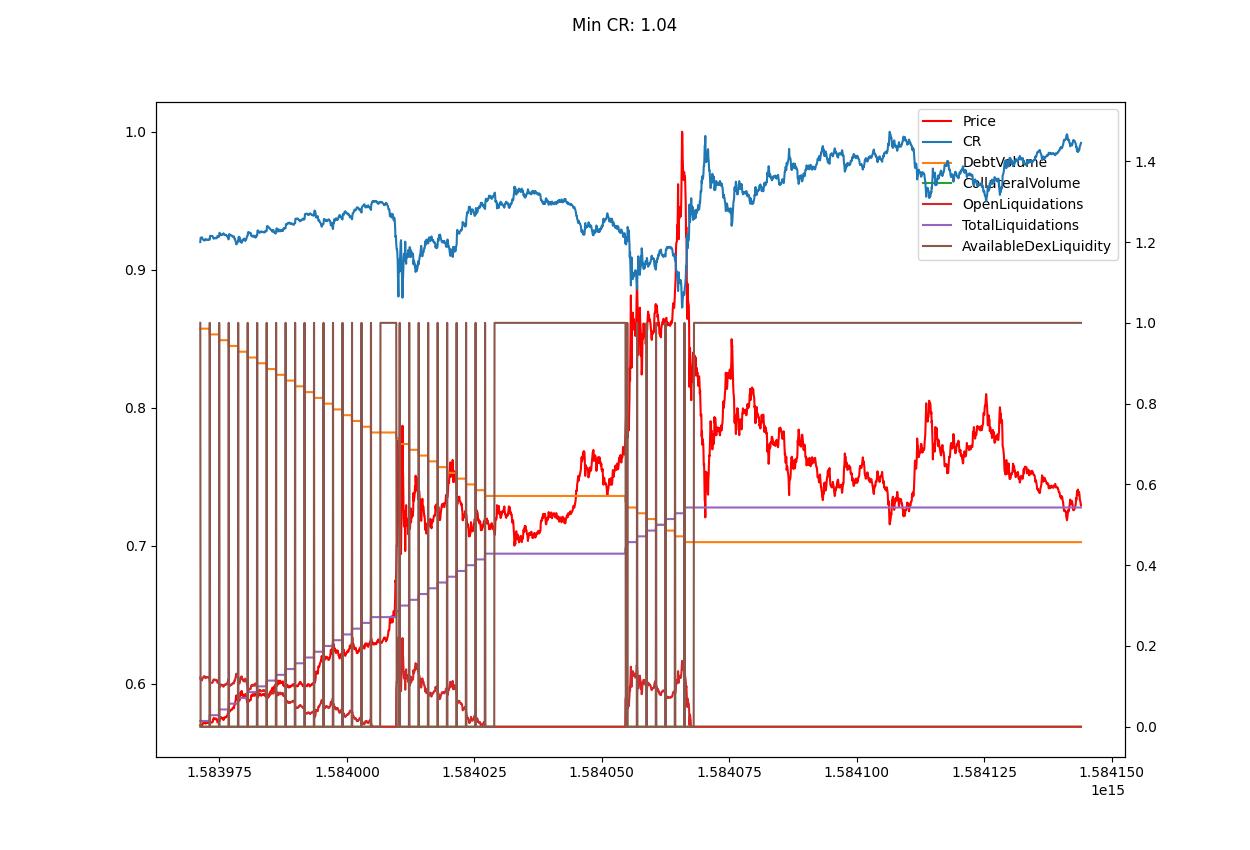 Min CR: 1.04
1.0
0.9
0.8
0.7
0.6
1.4
1.2
1.0
0.8
0.6
0.4
0.2
0.0
Price
CR
DebtVolume
CollateralVolume
OpenLiquidations
TotalLiquidations
AvailableDexLiquidity
1.583975 1.584000 1.584025 1.584050 1.584075 1.584100 1.584125 1.584150
1e15